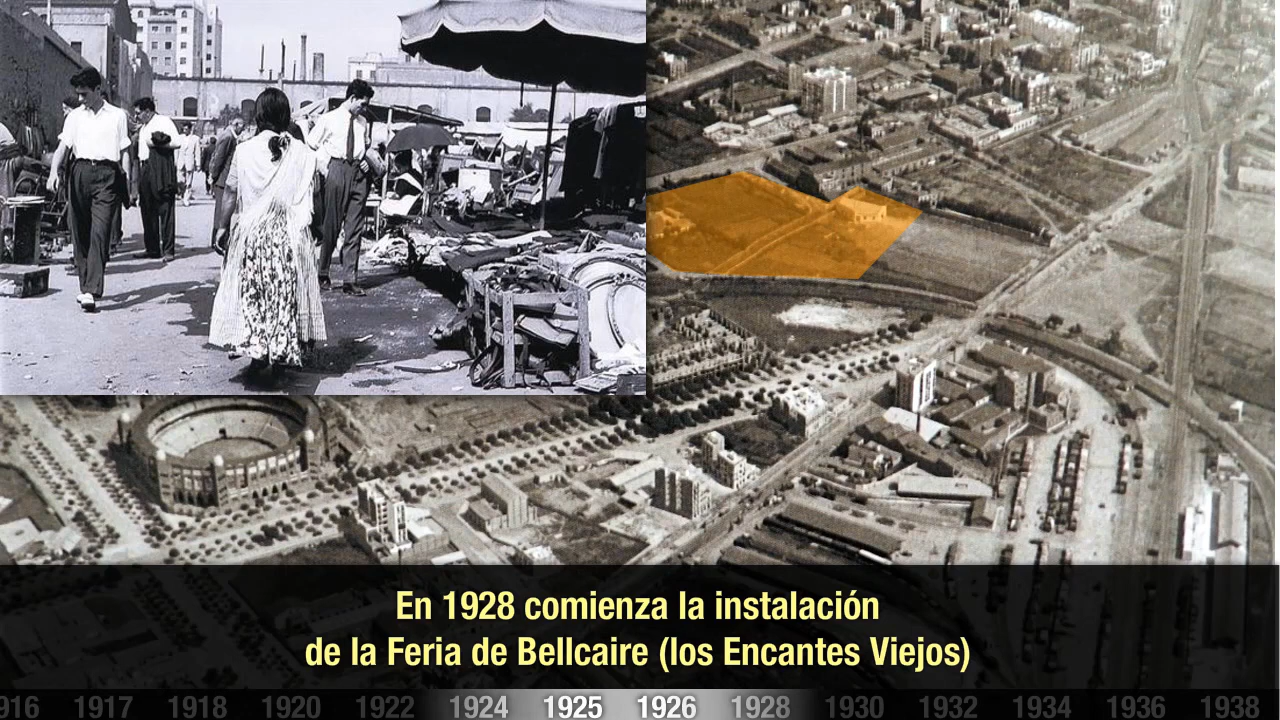 En 1928 comienza la instalación
de la Feria de Bellcaire (los Encantes Viejos)
916 1917 1918 1920 1922 1924 1925 1926 1928 1930 1932 1934 1936 1938